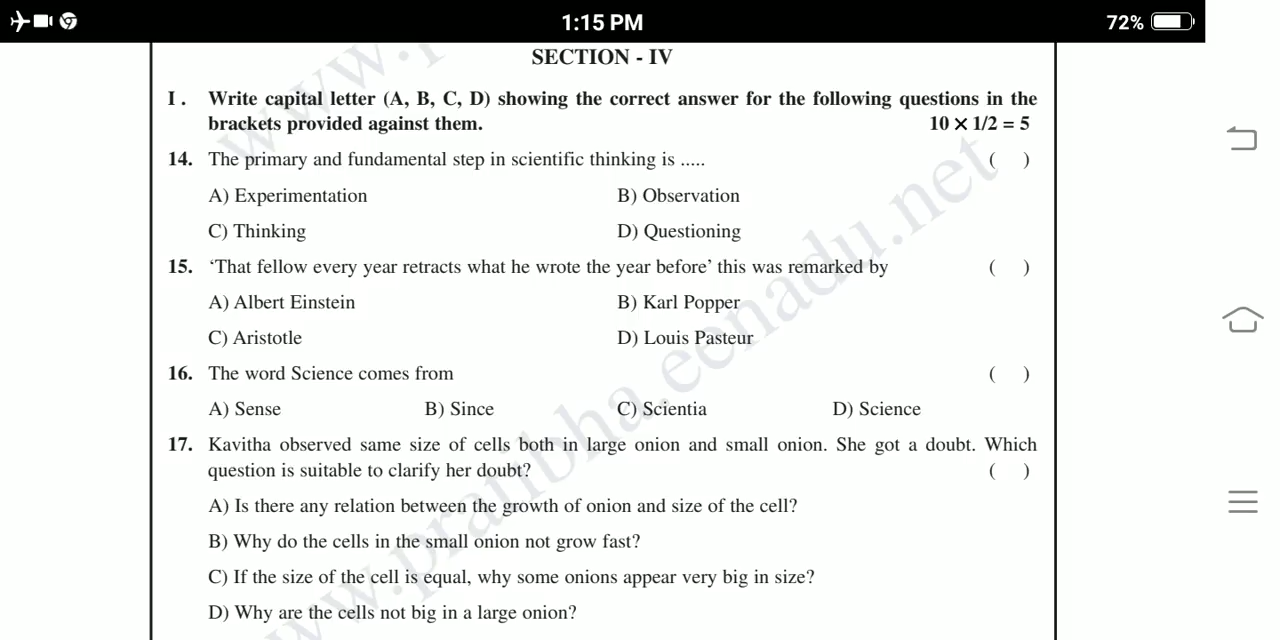 1:15 PM
72%
SECTION - IV
I . Write capital letter (A, B, C, D) showing the correct answer for the following questions in the
brackets provided against them. 10 × 1/2 = 5
14. The primary and fundamental step in scientific thinking is ..... ( )
A) Experimentation B) Observation
C) Thinking D) Questioning
15. ‘That fellow every year retracts what he wrote the year before’ this was remarked by ( )
A) Albert Einstein B) Karl Popper
C) Aristotle D) Louis Pasteur
16. The word Science comes from ( )
A) Sense B) Since C) Scientia D) Science
17. Kavitha observed same size of cells both in large onion and small onion. She got a doubt. Which
question is suitable to clarify her doubt? ( )
A) Is there any relation between the growth of onion and size of the cell?
B) Why do the cells in the small onion not grow fast?
C) If the size of the cell is equal, why some onions appear very big in size?
D) Why are the cells not big in a large onion?
www.pratibha.eenadu.net
www.p